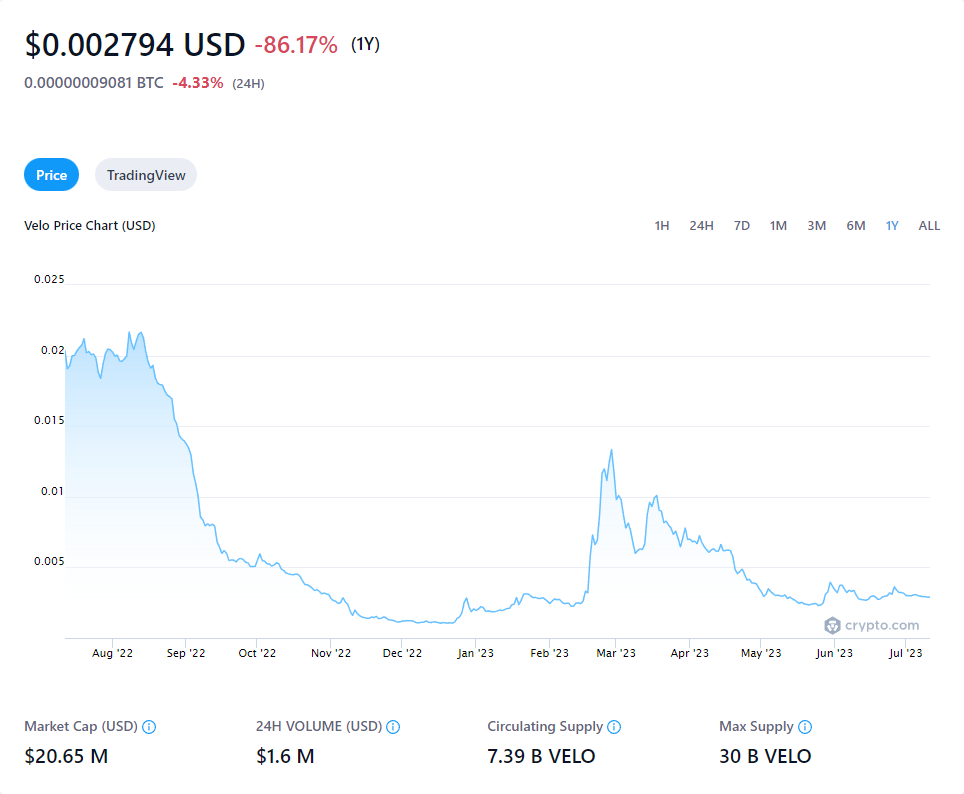 $0.002794 USD -86.17% (1Y)
0.00000009081 BTC -4.33% (24H)
Price TradingView
Velo Price Chart (USD) 1H 24H 7D 1M 3M 6M 1Y ALL
0.025
0.02
0.015
0.01
0.005
crypto.com
Aug '22 Sep '22 Oct '22 Nov '22 Dec '22 Jan '23 Feb '23 Mar '23 Apr '23 May '23 Jun '23 Jul '23
Market Cap (USD) 24H VOLUME (USD) Circulating Supply Max Supply
$20.65 M $1.6 M 7.39 B VELO 30 B VELO